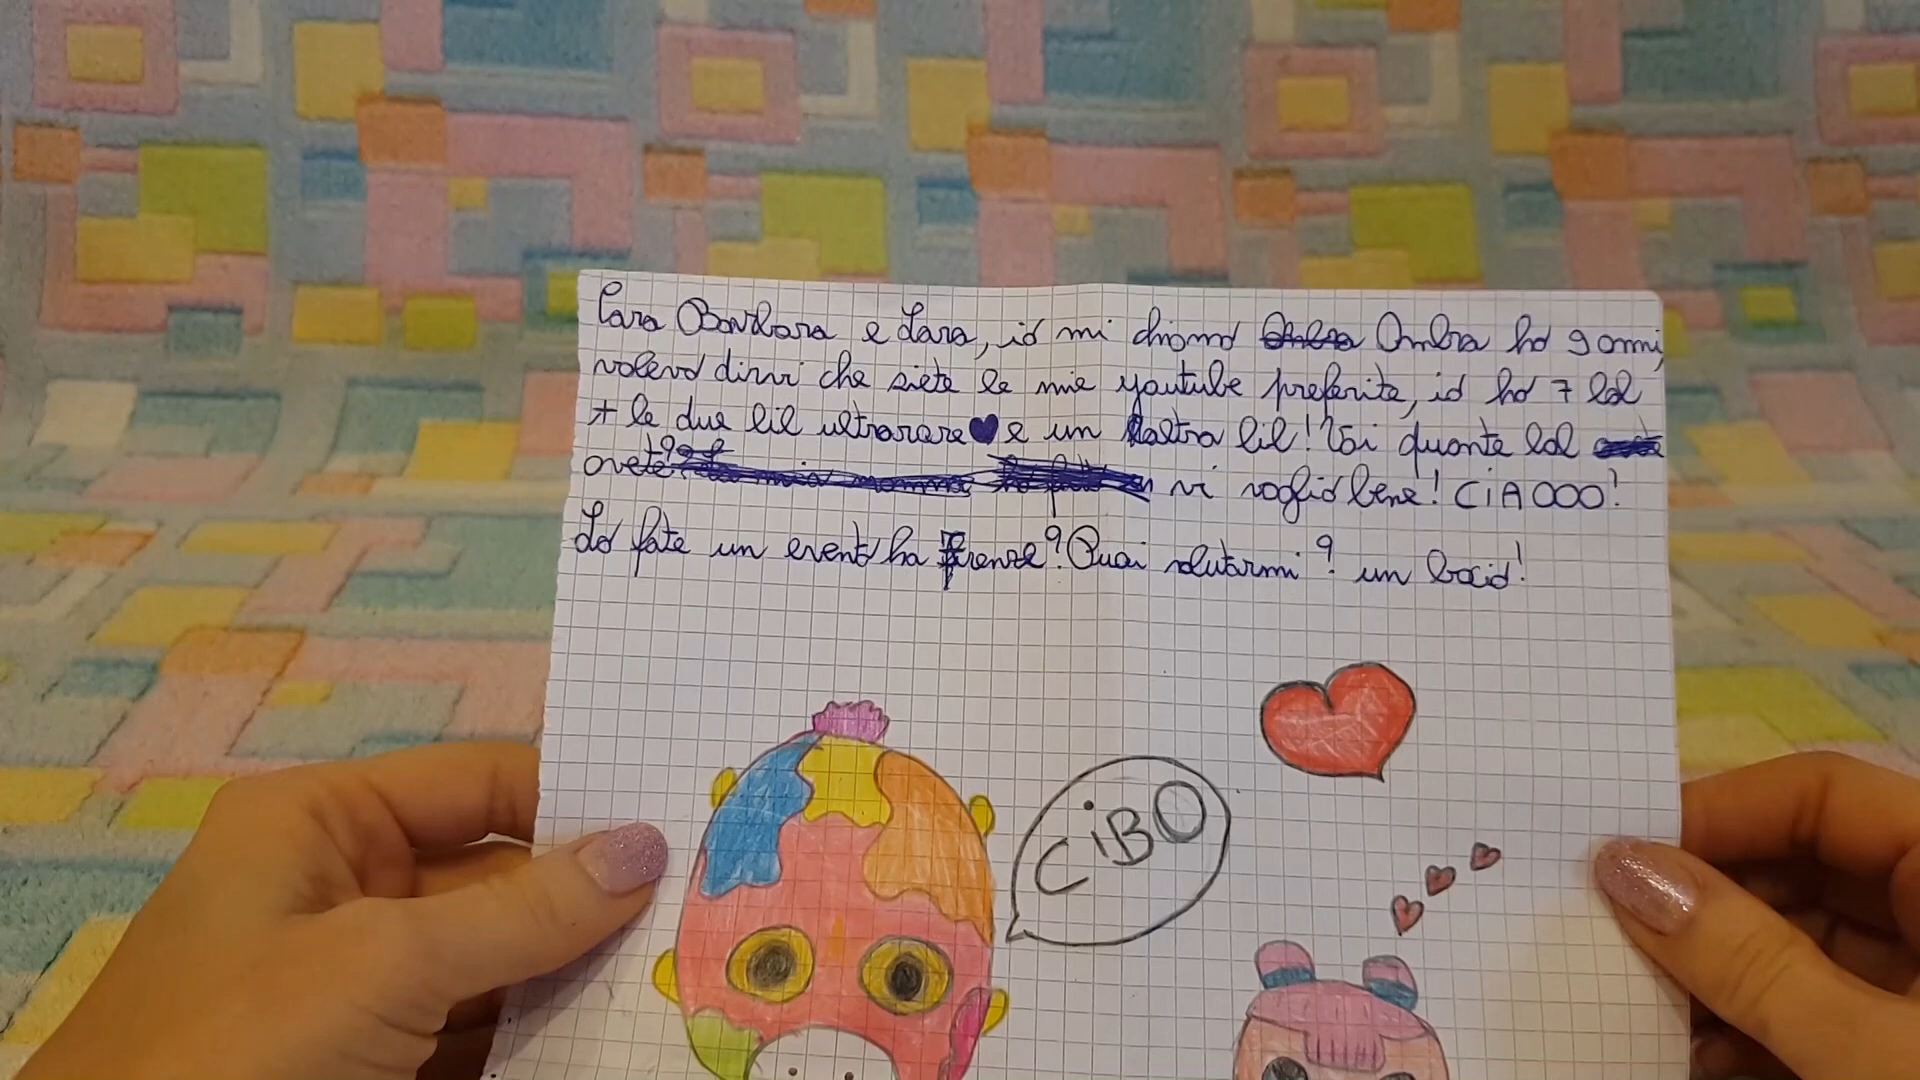 Cara Barbara e Lara, io mi chiamo Ombra ho 9 anni,
volevo dirvi che siete le mie youtube preferite, io ho 7 lol
+ le due lil ultrarare e un altra lil! Voi quante lol
avete? vi voglio bene! CiAOOO!
Lo fate un evento ha Firenze? Puoi salutarmi? un bacio!
CiBO